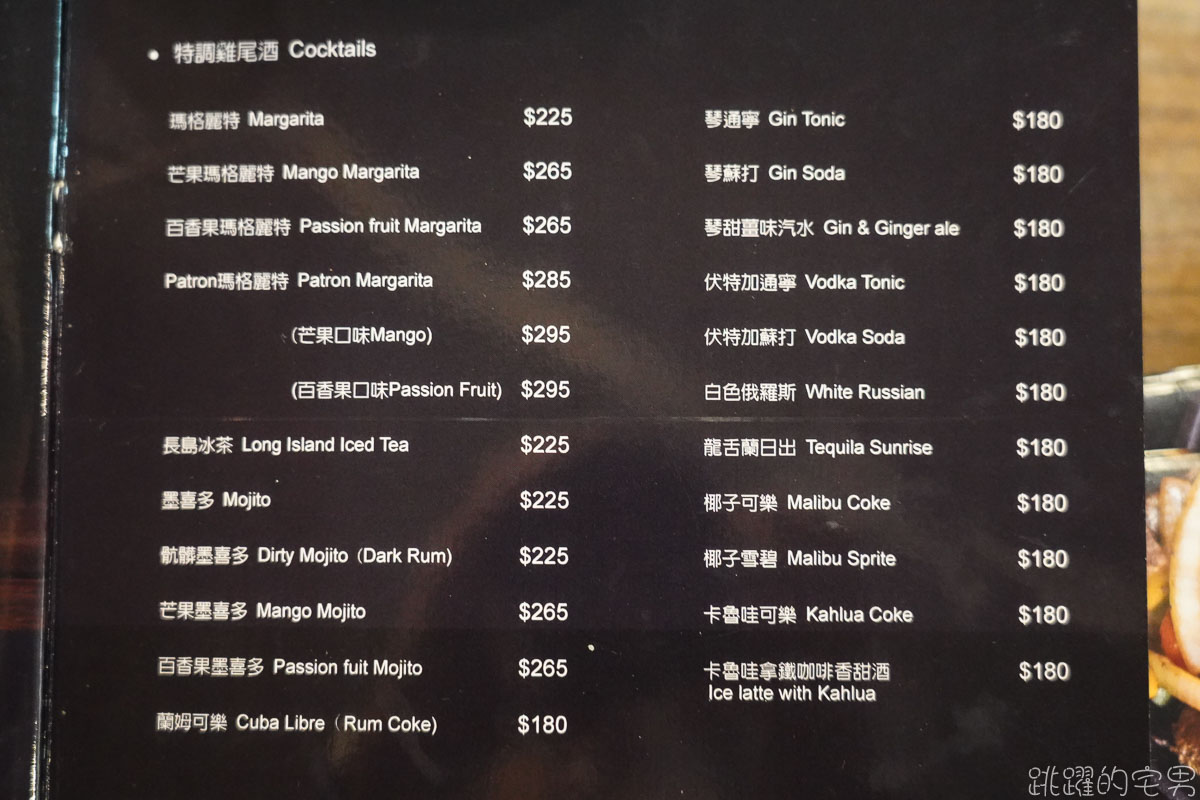 • 特調雞尾酒 Cocktails
瑪格麗特 Margarita $225
芒果瑪格麗特 Mango Margarita $265
百香果瑪格麗特 Passion fruit Margarita $265
Patron瑪格麗特 Patron Margarita $285
(芒果口味Mango) $295
(百香果口味Passion Fruit) $295
長島冰茶 Long Island Iced Tea $225
墨喜多 Mojito $225
骯髒墨喜多 Dirty Mojito (Dark Rum) $225
芒果墨喜多 Mango Mojito $265
百香果墨喜多 Passion fuit Mojito $265
蘭姆可樂 Cuba Libre (Rum Coke) $180
琴通寧 Gin Tonic $180
琴蘇打 Gin Soda $180
琴甜薑味汽水 Gin & Ginger ale $180
伏特加通寧 Vodka Tonic $180
伏特加蘇打 Vodka Soda $180
白色俄羅斯 White Russian $180
龍舌蘭日出 Tequila Sunrise $180
椰子可樂 Malibu Coke $180
椰子雪碧 Malibu Sprite $180
卡魯哇可樂 Kahlua Coke $180
卡魯哇拿鐵咖啡香甜酒 $180
Ice latte with Kahlua
跳躍的宅男